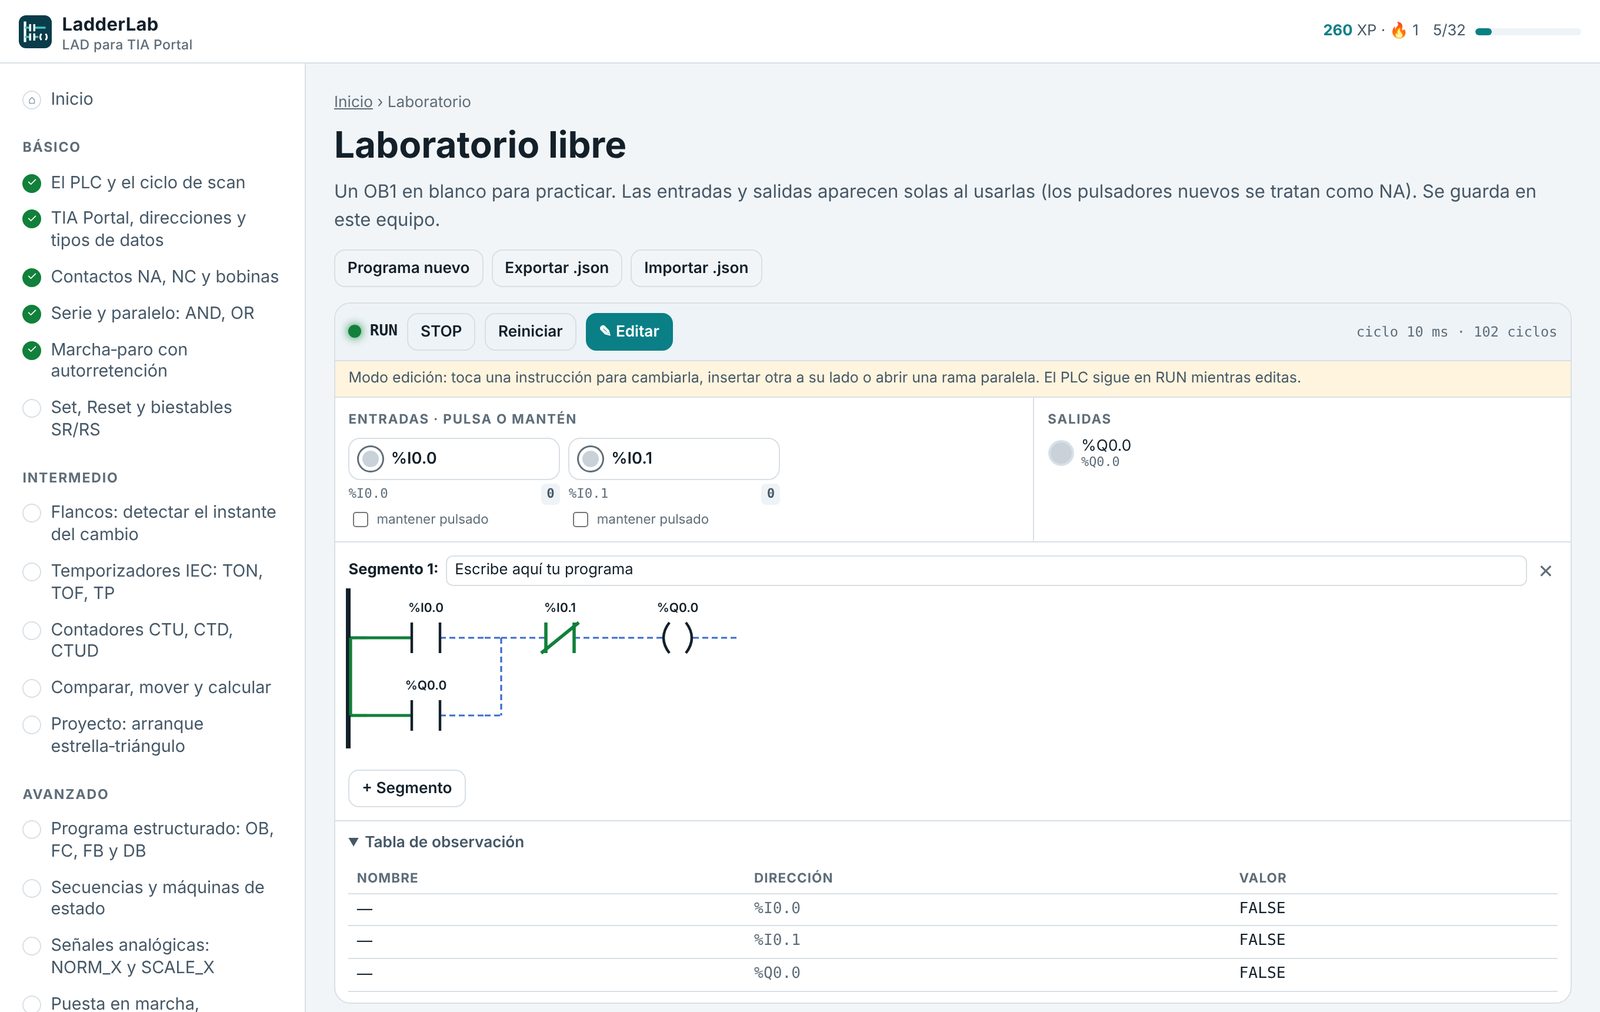 LadderLab
LAD para TIA Portal
260 XP · 🔥 1 5/32
Inicio
BÁSICO
El PLC y el ciclo de scan
TIA Portal, direcciones y
tipos de datos
Contactos NA, NC y bobinas
Serie y paralelo: AND, OR
Marcha-paro con
autorretención
Set, Reset y biestables
SR/RS
INTERMEDIO
Flancos: detectar el instante
del cambio
Temporizadores IEC: TON,
TOF, TP
Contadores CTU, CTD,
CTUD
Comparar, mover y calcular
Proyecto: arranque
estrella-triángulo
AVANZADO
Programa estructurado: OB,
FC, FB y DB
Secuencias y máquinas de
estado
Señales analógicas:
NORM_X y SCALE_X
Puesta en marcha,
Inicio › Laboratorio
Laboratorio libre
Un OB1 en blanco para practicar. Las entradas y salidas aparecen solas al usarlas (los pulsadores nuevos se tratan como NA). Se guarda en
este equipo.
Programa nuevo Exportar .json Importar .json
RUN STOP Reiniciar ✎ Editar ciclo 10 ms · 102 ciclos
Modo edición: toca una instrucción para cambiarla, insertar otra a su lado o abrir una rama paralela. El PLC sigue en RUN mientras editas.
ENTRADAS · PULSA O MANTÉN
%I0.0 %I0.1
%I0.0 0 %I0.1 0
mantener pulsado mantener pulsado
SALIDAS
%Q0.0
%Q0.0
Segmento 1: Escribe aquí tu programa ✕
%I0.0 %I0.1 %Q0.0
%Q0.0
+ Segmento
▼ Tabla de observación
NOMBRE DIRECCIÓN VALOR
— %I0.0 FALSE
— %I0.1 FALSE
— %Q0.0 FALSE